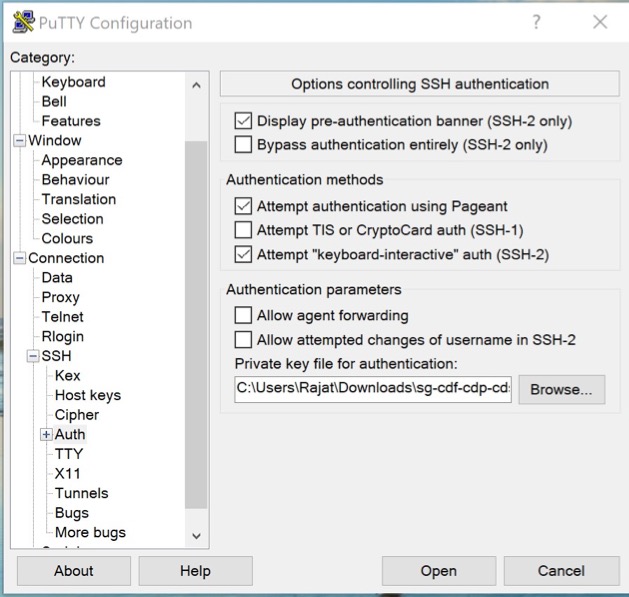 PuTTY Configuration
?
Category:
Keyboard
Bell
Features
Window
Appearance
Behaviour
Translation
Selection
Colours
Connection
Data
Proxy
Telnet
Rlogin
SSH
Kex
Host keys
Cipher
Auth
TTY
X11
Tunnels
Bugs
More bugs
Options controlling SSH authentication
Display pre-authentication banner (SSH-2 only)
Bypass authentication entirely (SSH-2 only)
Authentication methods
Attempt authentication using Pageant
Attempt TIS or CryptoCard auth (SSH-1)
Attempt "keyboard-interactive" auth (SSH-2)
Authentication parameters
Allow agent forwarding
Allow attempted changes of username in SSH-2
Private key file for authentication:
C:\Users\Rajat\Downloads\sg-cdf-cdp-cd
Browse...
About
Help
Open
Cancel